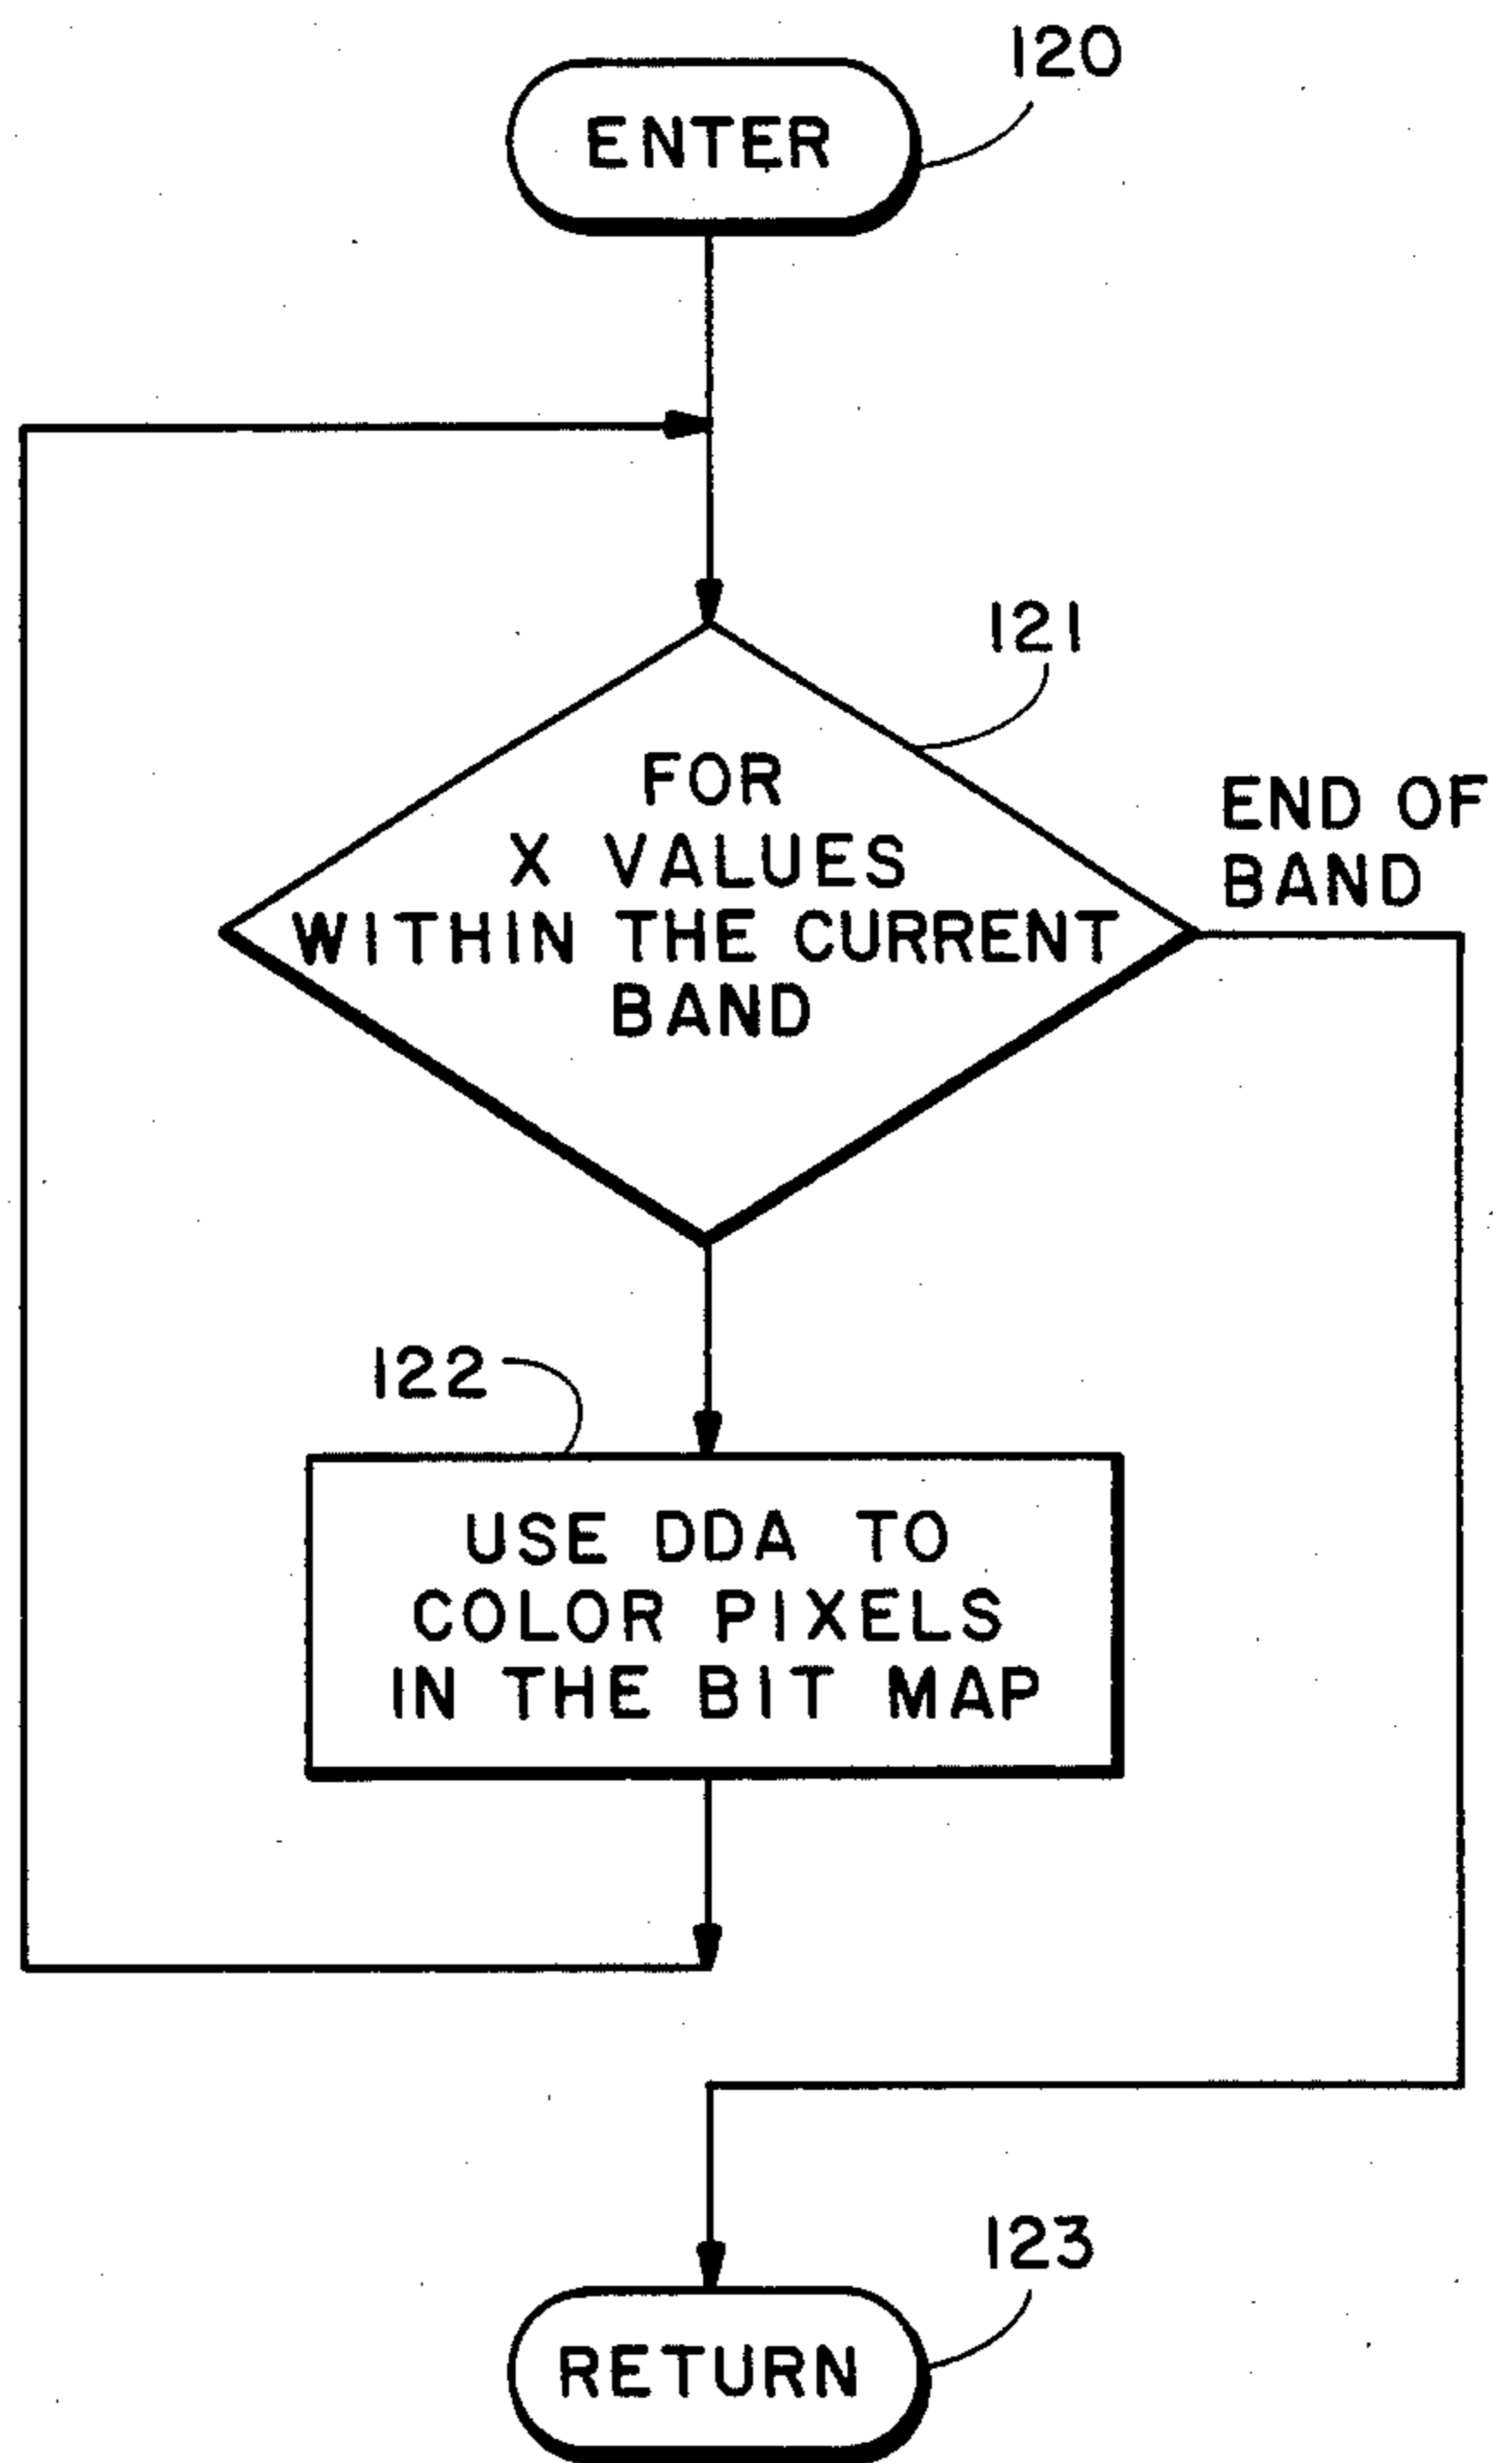 120
ENTER
121
FOR
X VALUES
WITHIN THE CURRENT
BAND
END OF
BAND
122
USE DDA TO
COLOR PIXELS
IN THE BIT MAP
123
RETURN